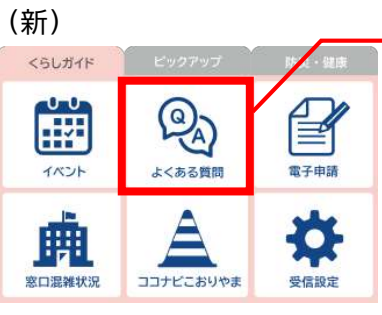 (新)
くらしガイド ピックアップ 防災・健康
Q
A
イベント よくある質問 電子申請
窓口混雑状況 ココナビこおりやま 受信設定